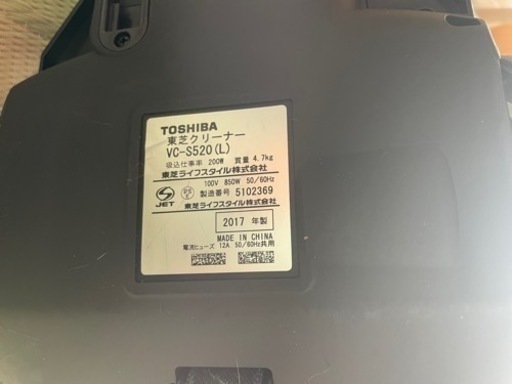 TOSHIBA
東芝クリーナー
VC-S520(L)
吸込仕事率 200W 質量 4.7kg
東芝ライフスタイル株式会社
100V 850W 50/60Hz
製造番号 5102369
東芝ライフスタイル株式会社
JET
2017 年製
MADE IN CHINA
電流ヒューズ 12A 50/60Hz共用